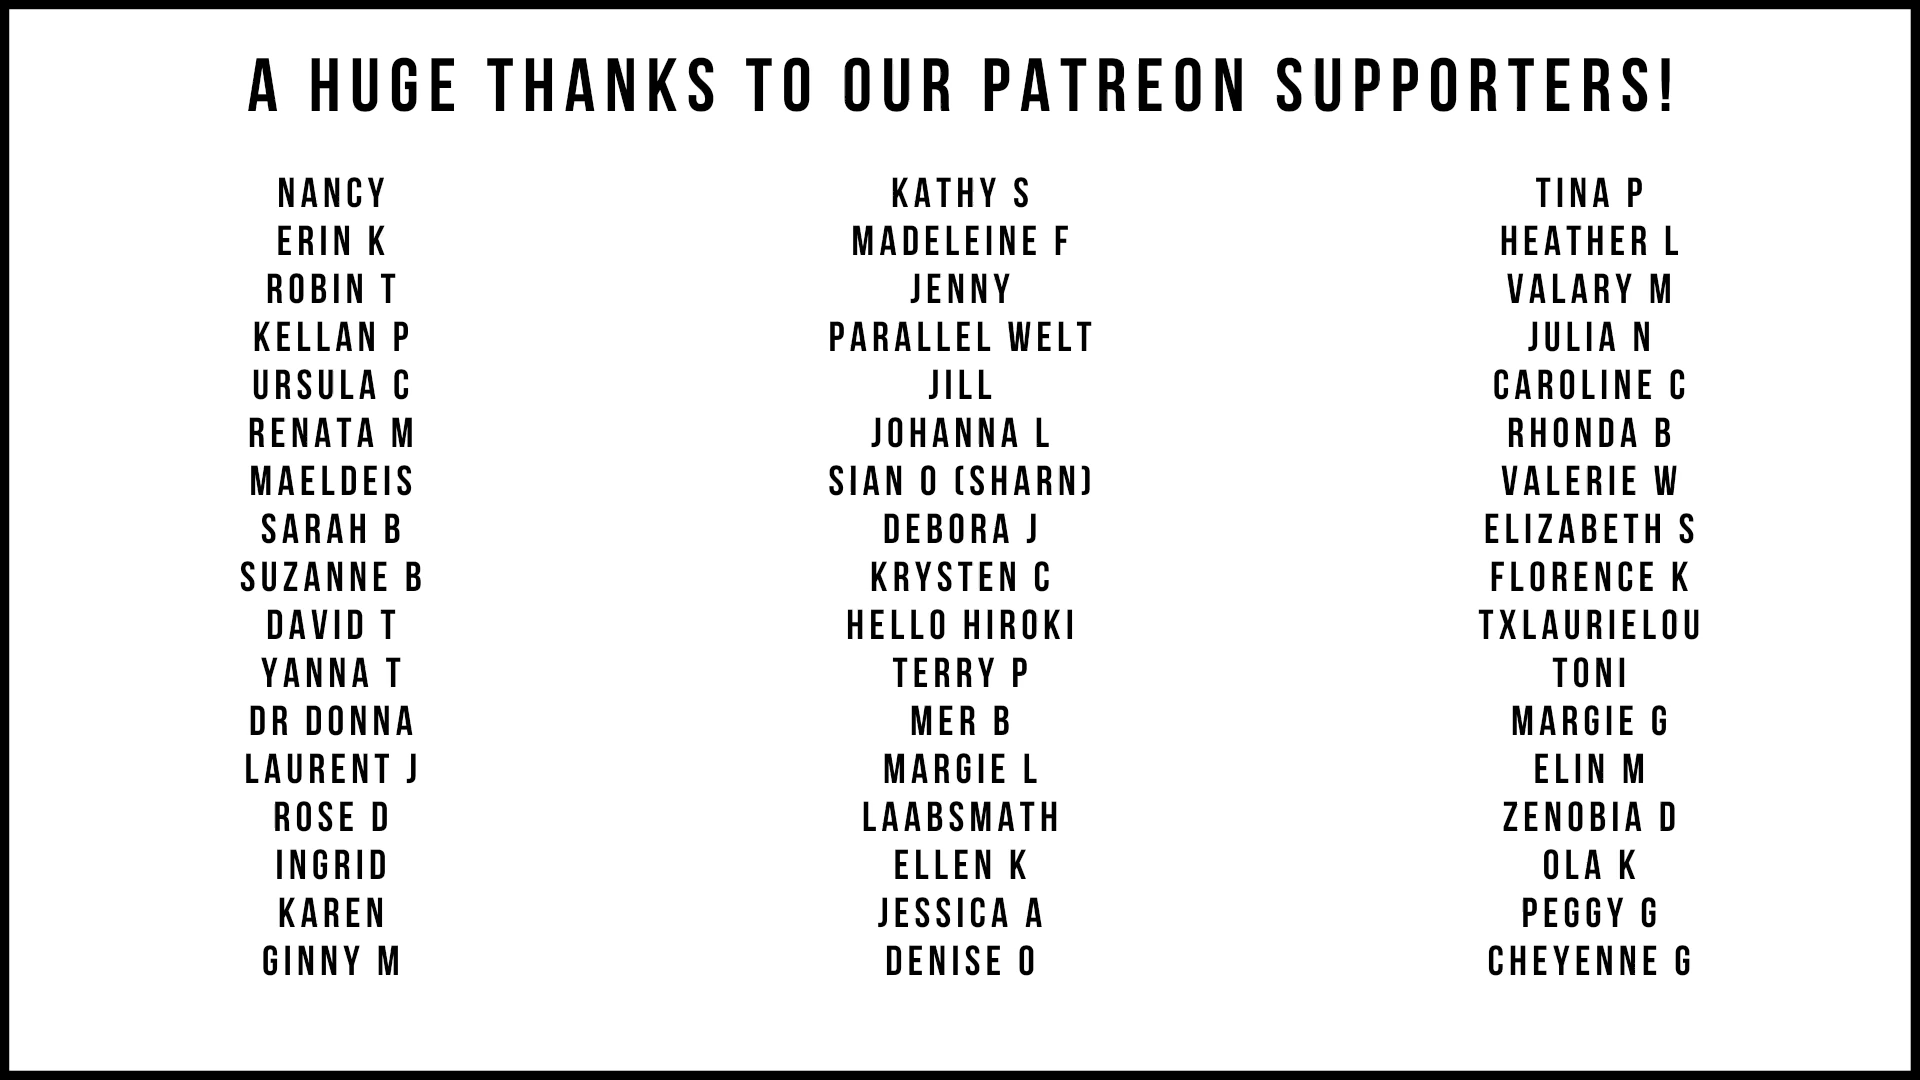 A HUGE THANKS TO OUR PATREON SUPPORTERS!
NANCY
ERIN K
ROBIN T
KELLAN P
URSULA C
RENATA M
MAELDEIS
SARAH B
SUZANNE B
DAVID T
YANNA T
DR DONNA
LAURENT J
ROSE D
INGRID
KAREN
GINNY M
KATHY S
MADELEINE F
JENNY
PARALLEL WELT
JILL
JOHANNA L
SIAN O (SHARN)
DEBORA J
KRYSTEN C
HELLO HIROKI
TERRY P
MER B
MARGIE L
LAABSMATH
ELLEN K
JESSICA A
DENISE O
TINA P
HEATHER L
VALARY M
JULIA N
CAROLINE C
RHONDA B
VALERIE W
ELIZABETH S
FLORENCE K
TXLAURIELOU
TONI
MARGIE G
ELIN M
ZENOBIA D
OLA K
PEGGY G
CHEYENNE G